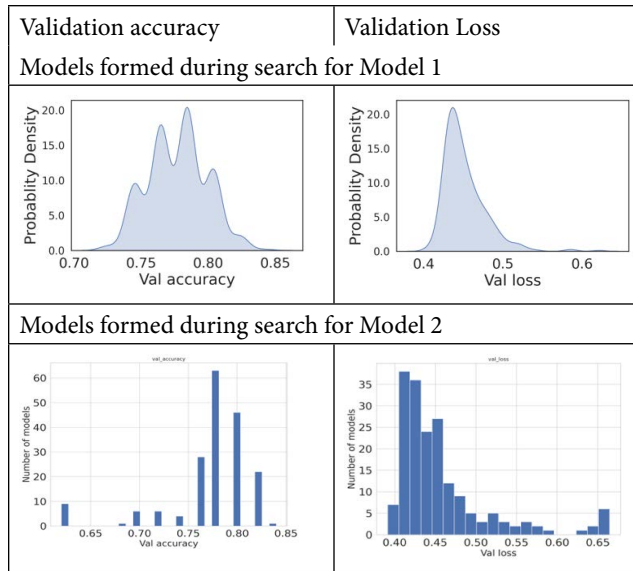 Validation accuracy
Validation Loss
Models formed during search for Model 1
Probablity Density
20.0
15.0
10.0
5.0
0.0
0.70 0.75 0.80 0.85
Val accuracy
Probablity Density
20.0
15.0
10.0
5.0
0.0
0.4 0.5 0.6
Val loss
Models formed during search for Model 2
val_accuracy
Number of models
60
50
40
30
20
10
0
0.65 0.70 0.75 0.80 0.85
Val accuracy
val_loss
Number of models
35
30
25
20
15
10
5
0
0.40 0.45 0.50 0.55 0.60 0.65
Val loss